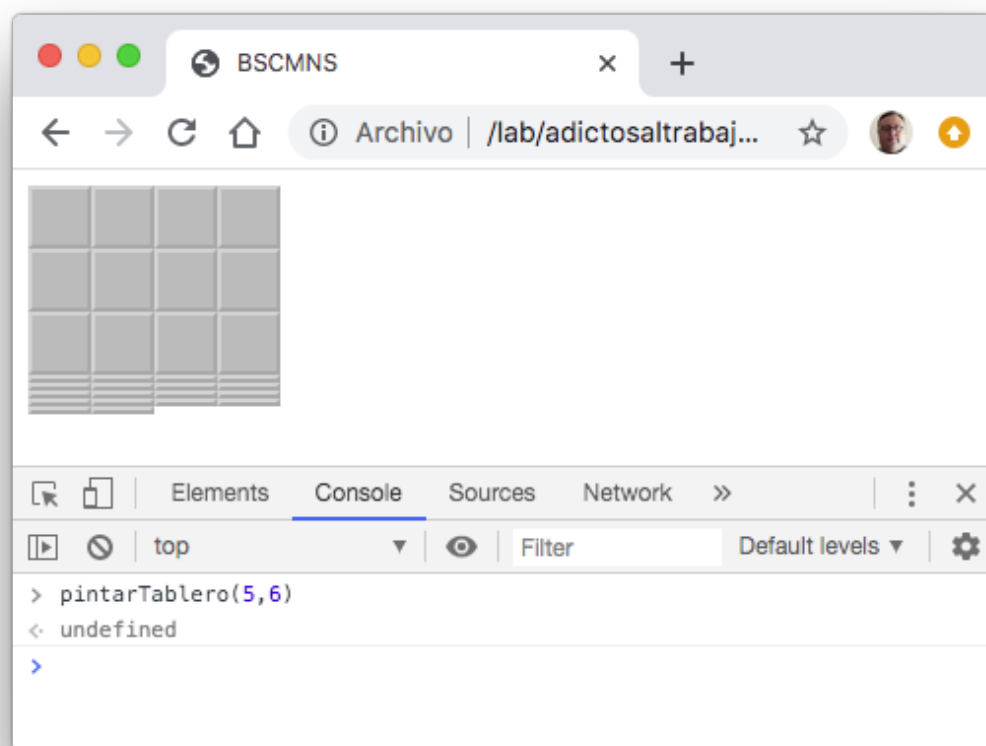 BSCMNS
Archivo /lab/adictosaltrabaj...
Elements Console Sources Network
top Filter Default levels
pintarTablero(5,6)
undefined